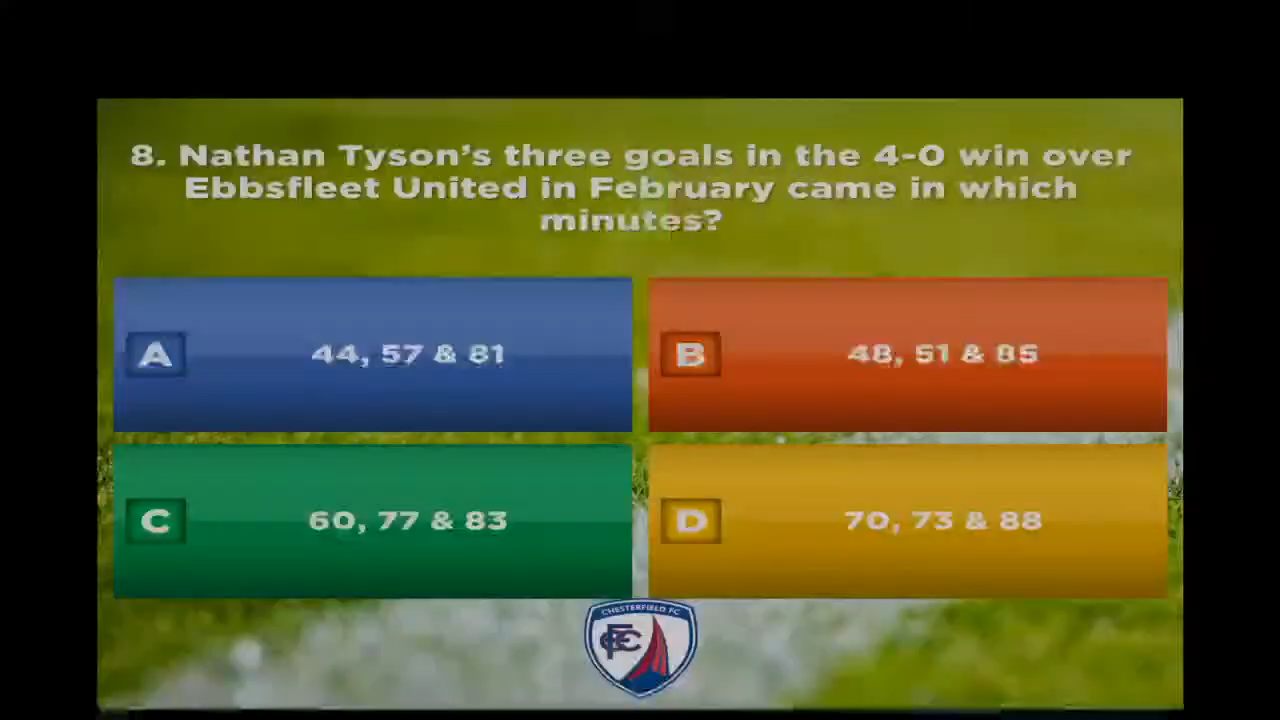 8. Nathan Tyson's three goals in the 4-0 win over
Ebbsfleet United in February came in which
minutes?
A 44, 57 & 81
B 48, 51 & 85
C 60, 77 & 83
D 70, 73 & 88
CHESTERFIELD FC
CFC